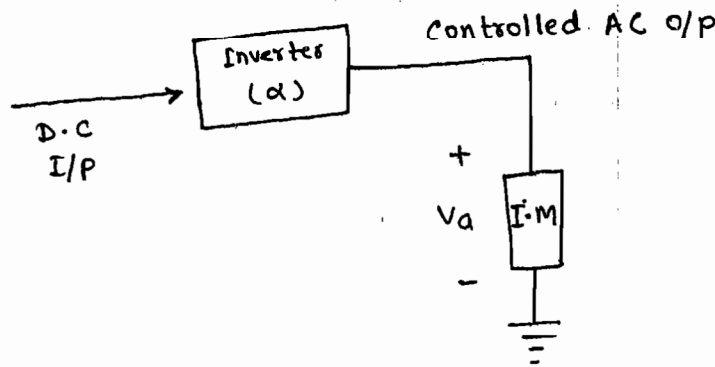 Controlled AC O/P
Inverter
(α)
D.C
I/P
+
Va
I.M
-